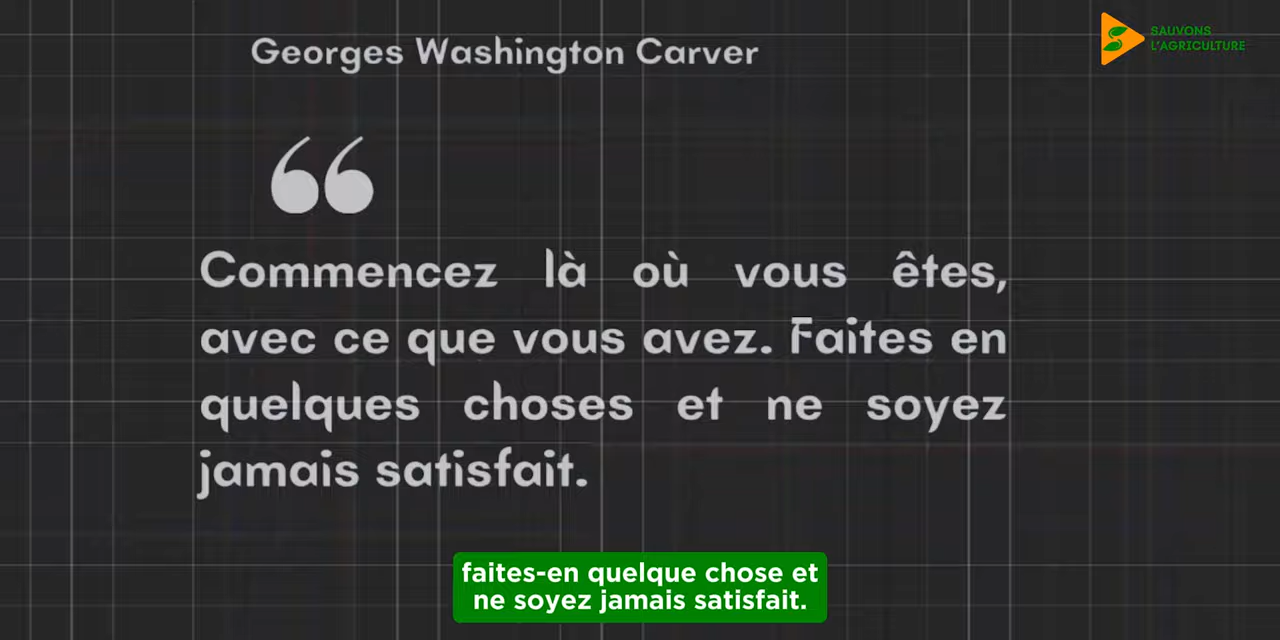 Georges Washington Carver
SAUVONS
L'AGRICULTURE
Commencez là où vous êtes,
avec ce que vous avez. Faites en
quelques choses et ne soyez
jamais satisfait.
faites-en quelque chose et
ne soyez jamais satisfait.